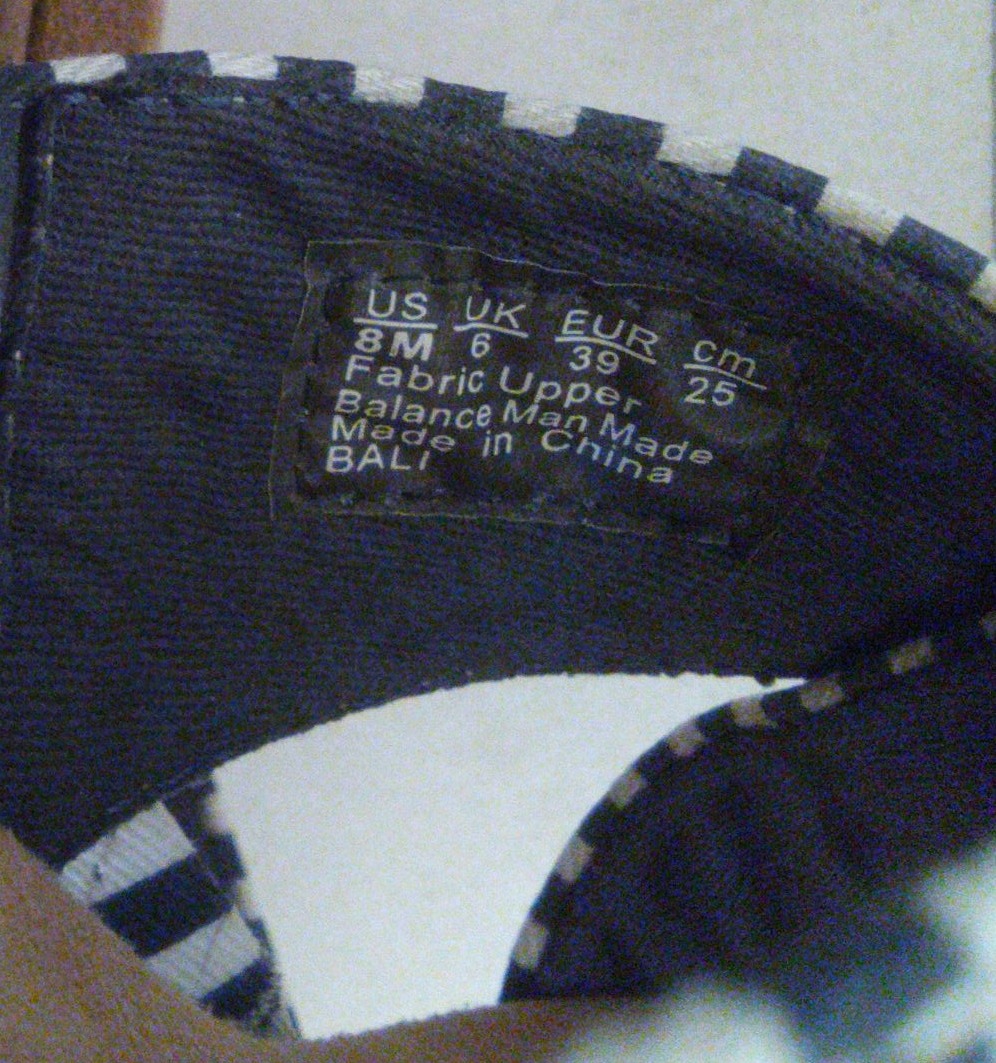 US UK EUR cm
8M 6 39 25
Fabric Upper
Balance Man Made
Made in China
BALI